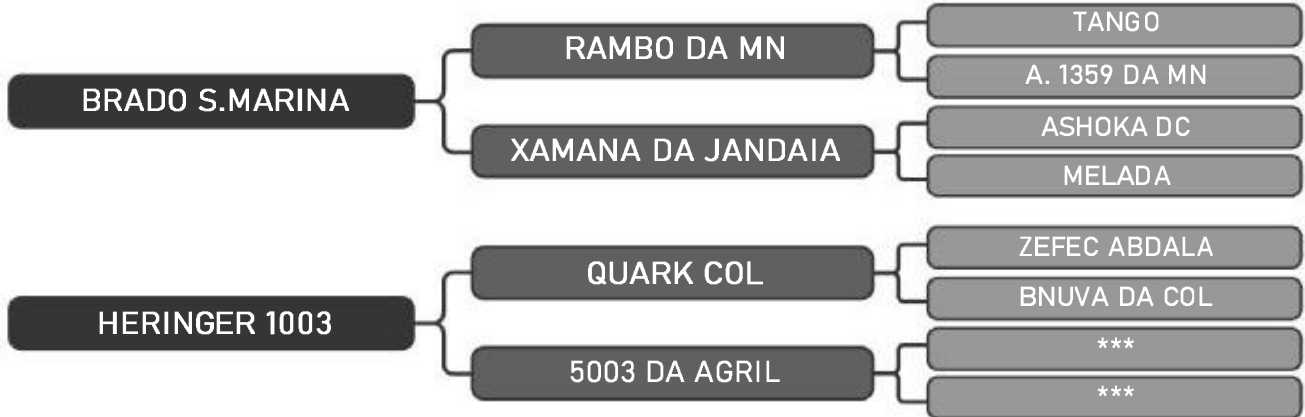 BRADO S.MARINA
RAMBO DA MN
TANGO
A. 1359 DA MN
XAMANA DA JANDAIA
ASHOKA DC
MELADA
HERINGER 1003
QUARK COL
ZEFEC ABDALA
BNUVA DA COL
5003 DA AGRIL
***
***